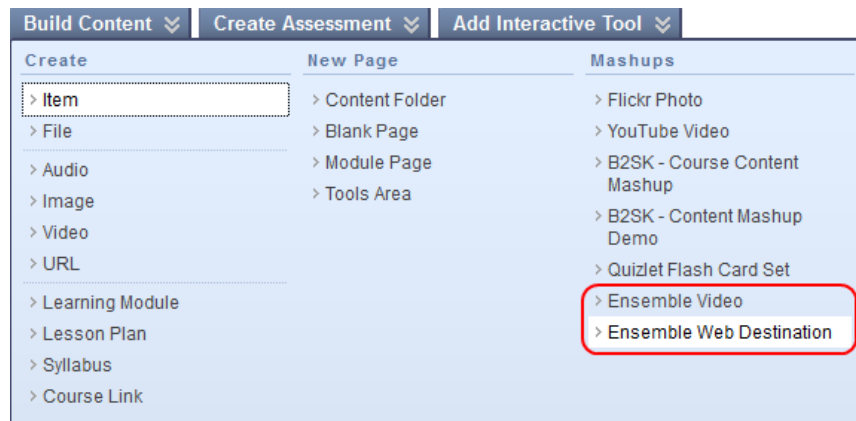 Build Content Create Assessment Add Interactive Tool
Create
Item
File
Audio
Image
Video
URL
Learning Module
Lesson Plan
Syllabus
Course Link
New Page
Content Folder
Blank Page
Module Page
Tools Area
Mashups
Flickr Photo
YouTube Video
B2SK - Course Content
Mashup
B2SK - Content Mashup
Demo
Quizlet Flash Card Set
Ensemble Video
Ensemble Web Destination